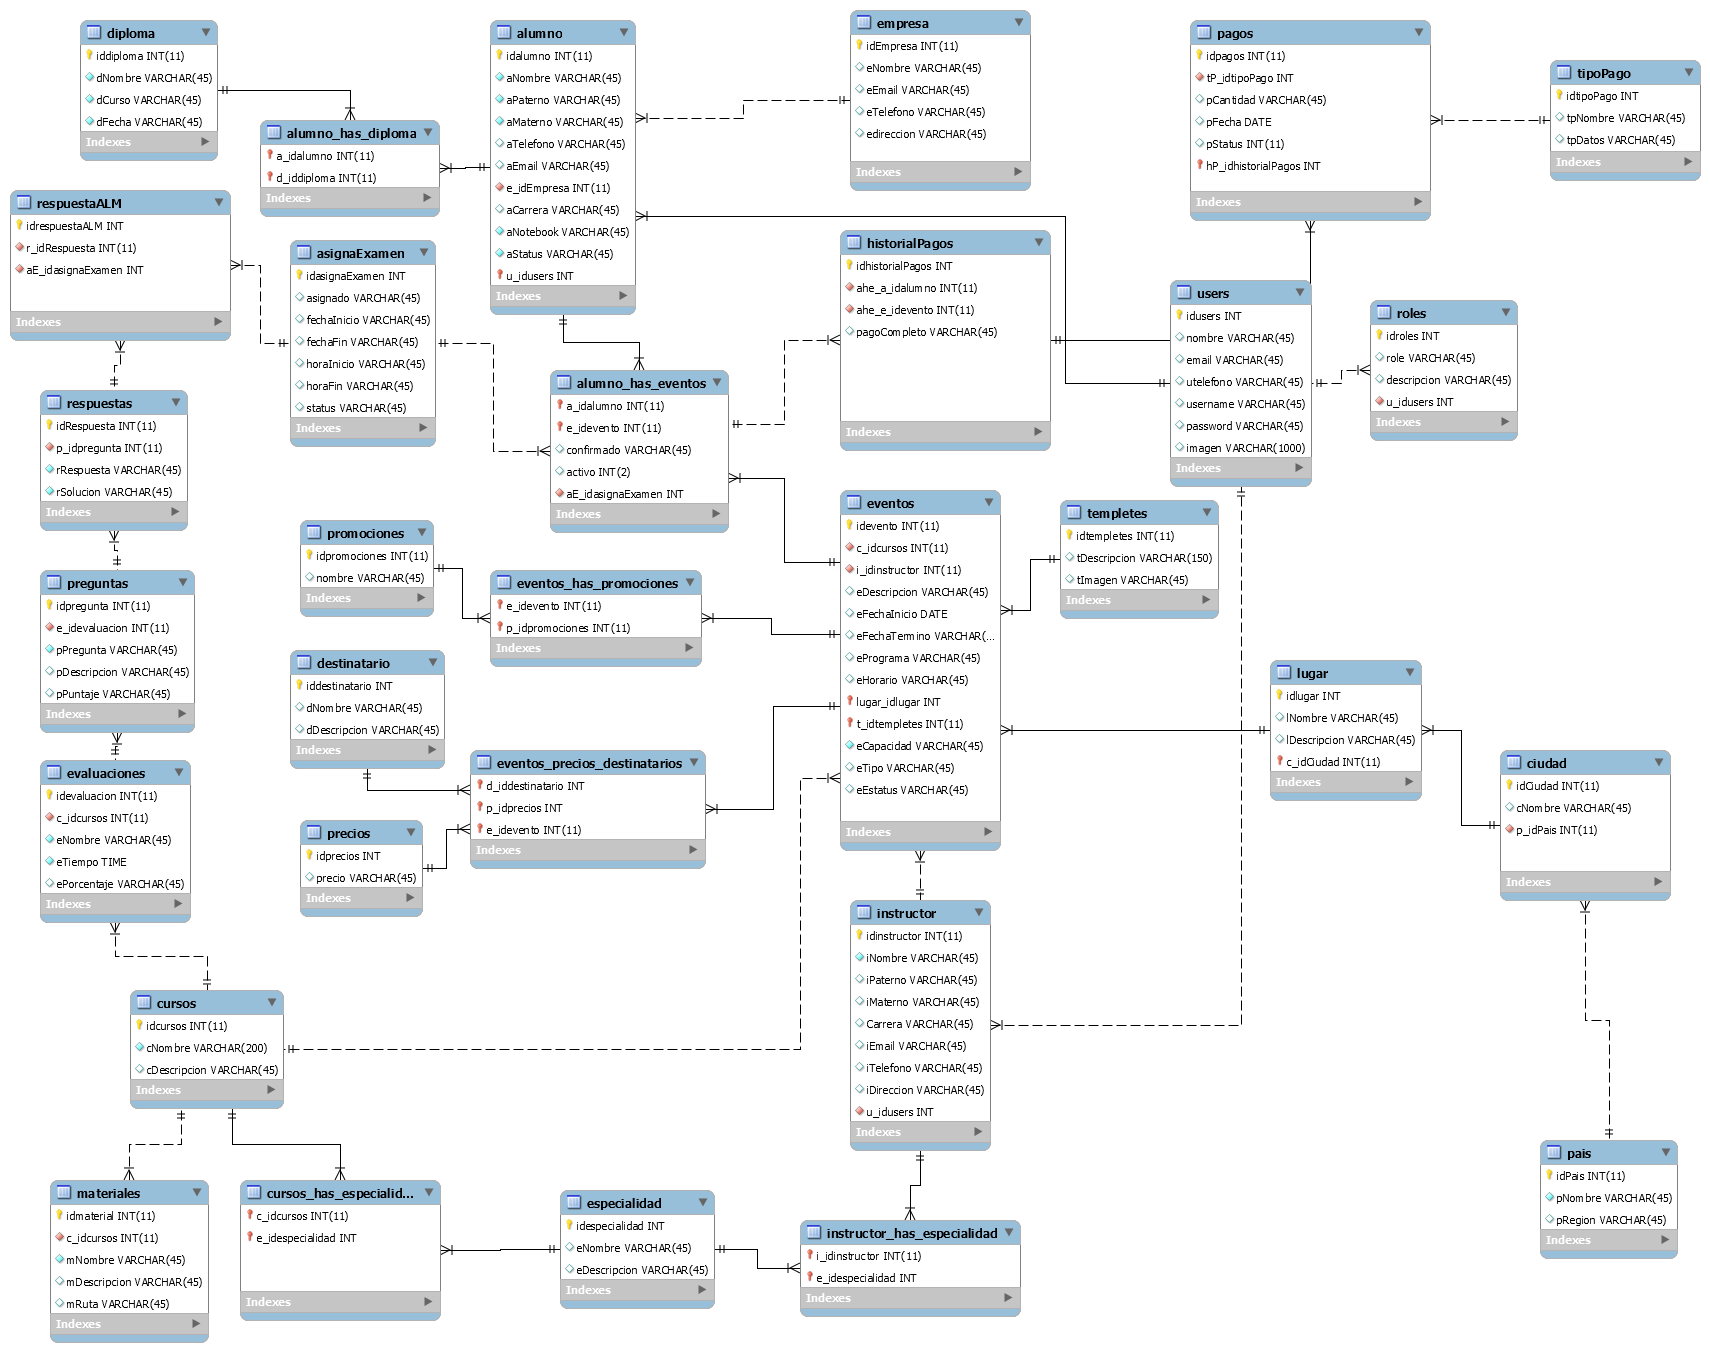 diploma
iddiploma INT(11)
dNombre VARCHAR(45)
dCurso VARCHAR(45)
dFecha VARCHAR(45)
Indexes
alumno_has_diploma
a_idalumno INT(11)
d_iddiploma INT(11)
Indexes
alumno
idalumno INT(11)
aNombre VARCHAR(45)
aPaterno VARCHAR(45)
aMaterno VARCHAR(45)
aTelefono VARCHAR(45)
aEmail VARCHAR(45)
e_idEmpresa INT(11)
aCarrera VARCHAR(45)
aNotebook VARCHAR(45)
aStatus VARCHAR(45)
u_idusers INT
Indexes
empresa
idEmpresa INT(11)
eNombre VARCHAR(45)
eEmail VARCHAR(45)
eTelefono VARCHAR(45)
edireccion VARCHAR(45)
Indexes
pagos
idpagos INT(11)
tP_idtipoPago INT
pCantidad VARCHAR(45)
pFecha DATE
pStatus INT(11)
hP_idhistorialPagos INT
Indexes
tipoPago
idtipoPago INT
tpNombre VARCHAR(45)
tpDatos VARCHAR(45)
Indexes
respuestaALM
idrespuestaALM INT
r_idRespuesta INT(11)
aE_idasignaExamen INT
Indexes
asignaExamen
idasignaExamen INT
asignado VARCHAR(45)
fechaInicio VARCHAR(45)
fechaFin VARCHAR(45)
horaInicio VARCHAR(45)
horaFin VARCHAR(45)
status VARCHAR(45)
Indexes
historialPagos
idhistorialPagos INT
ahe_a_idalumno INT(11)
ahe_e_idevento INT(11)
pagoCompleto VARCHAR(45)
Indexes
users
idusers INT
nombre VARCHAR(45)
email VARCHAR(45)
utelefono VARCHAR(45)
username VARCHAR(45)
password VARCHAR(45)
imagen VARCHAR(1000)
Indexes
roles
idroles INT
role VARCHAR(45)
descripcion VARCHAR(45)
u_idusers INT
Indexes
respuestas
idRespuesta INT(11)
p_idpregunta INT(11)
rRespuesta VARCHAR(45)
rSolucion VARCHAR(45)
Indexes
alumno_has_eventos
a_idalumno INT(11)
e_idevento INT(11)
confirmado VARCHAR(45)
activo INT(2)
aE_idasignaExamen INT
Indexes
eventos
idevento INT(11)
c_idcursos INT(11)
i_idinstructor INT(11)
eDescripcion VARCHAR(45)
eFechaInicio DATE
eFechaTermino VARCHAR(...
ePrograma VARCHAR(45)
eHorario VARCHAR(45)
lugar_idlugar INT
t_idtempletes INT(11)
eCapacidad VARCHAR(45)
eTipo VARCHAR(45)
eEstatus VARCHAR(45)
Indexes
templetes
idtempletes INT(11)
tDescripcion VARCHAR(150)
tImagen VARCHAR(45)
Indexes
promociones
idpromociones INT(11)
nombre VARCHAR(45)
Indexes
eventos_has_promociones
e_idevento INT(11)
p_idpromociones INT(11)
Indexes
preguntas
idpregunta INT(11)
e_idevaluacion INT(11)
pPregunta VARCHAR(45)
pDescripcion VARCHAR(45)
pPuntaje VARCHAR(45)
Indexes
destinatario
iddestinatario INT
dNombre VARCHAR(45)
dDescripcion VARCHAR(45)
Indexes
eventos_precios_destinatarios
d_iddestinatario INT
p_idprecios INT
e_idevento INT(11)
Indexes
precios
idprecios INT
precio VARCHAR(45)
Indexes
lugar
idlugar INT
lNombre VARCHAR(45)
lDescripcion VARCHAR(45)
c_idCiudad INT(11)
Indexes
ciudad
idCiudad INT(11)
cNombre VARCHAR(45)
p_idPais INT(11)
Indexes
evaluaciones
idevaluacion INT(11)
c_idcursos INT(11)
eNombre VARCHAR(45)
eTiempo TIME
ePorcentaje VARCHAR(45)
Indexes
instructor
idinstructor INT(11)
iNombre VARCHAR(45)
iPaterno VARCHAR(45)
iMaterno VARCHAR(45)
Carrera VARCHAR(45)
iEmail VARCHAR(45)
iTelefono VARCHAR(45)
iDireccion VARCHAR(45)
u_idusers INT
Indexes
cursos
idcursos INT(11)
cNombre VARCHAR(200)
cDescripcion VARCHAR(45)
Indexes
pais
idPais INT(11)
pNombre VARCHAR(45)
pRegion VARCHAR(45)
Indexes
materiales
idmaterial INT(11)
c_idcursos INT(11)
mNombre VARCHAR(45)
mDescripcion VARCHAR(45)
mRuta VARCHAR(45)
Indexes
cursos_has_especialid...
c_idcursos INT(11)
e_idespecialidad INT
Indexes
especialidad
idespecialidad INT
eNombre VARCHAR(45)
eDescripcion VARCHAR(45)
Indexes
instructor_has_especialidad
i_idinstructor INT(11)
e_idespecialidad INT
Indexes